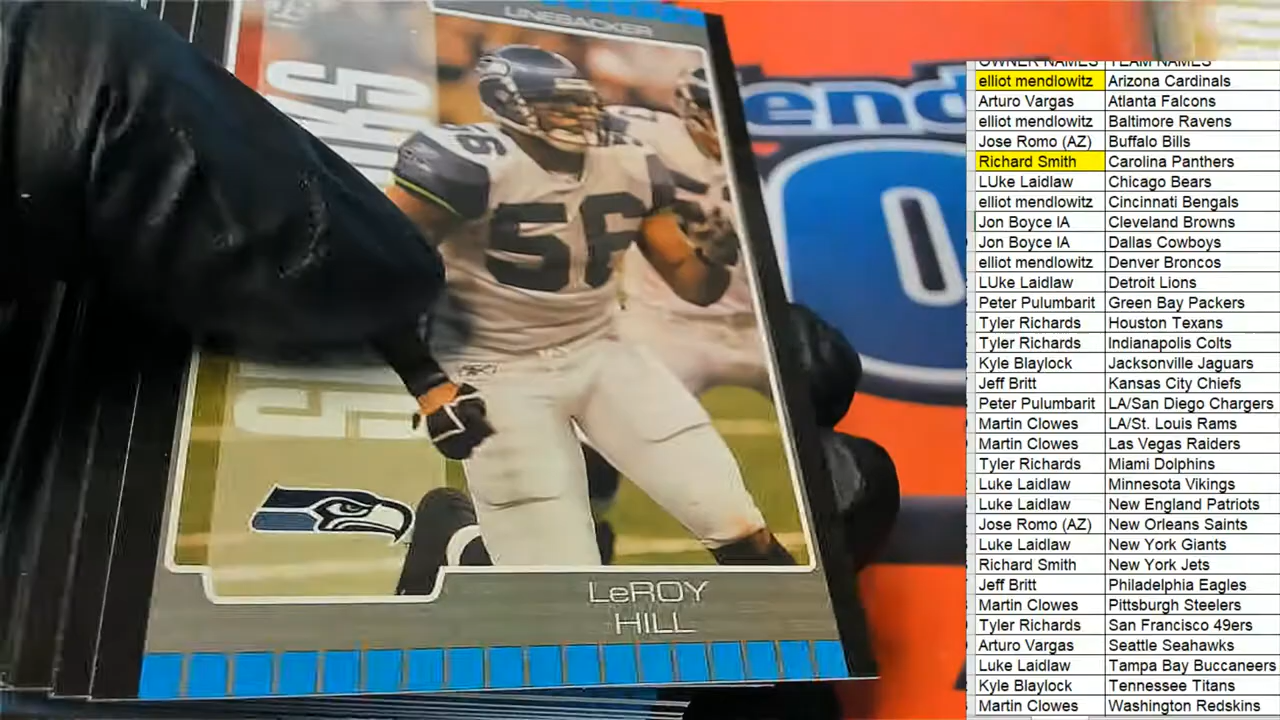 LINEBACKER
56
56
LeROY
HILL
end
OWNER NAMES TEAM NAMES
elliot mendlowitz Arizona Cardinals
Arturo Vargas Atlanta Falcons
elliot mendlowitz Baltimore Ravens
Jose Romo (AZ) Buffalo Bills
Richard Smith Carolina Panthers
LUke Laidlaw Chicago Bears
elliot mendlowitz Cincinnati Bengals
Jon Boyce IA Cleveland Browns
Jon Boyce IA Dallas Cowboys
elliot mendlowitz Denver Broncos
LUke Laidlaw Detroit Lions
Peter Pulumbarit Green Bay Packers
Tyler Richards Houston Texans
Tyler Richards Indianapolis Colts
Kyle Blaylock Jacksonville Jaguars
Jeff Britt Kansas City Chiefs
Peter Pulumbarit LA/San Diego Chargers
Martin Clowes LA/St. Louis Rams
Martin Clowes Las Vegas Raiders
Tyler Richards Miami Dolphins
Luke Laidlaw Minnesota Vikings
Luke Laidlaw New England Patriots
Jose Romo (AZ) New Orleans Saints
Luke Laidlaw New York Giants
Richard Smith New York Jets
Jeff Britt Philadelphia Eagles
Martin Clowes Pittsburgh Steelers
Tyler Richards San Francisco 49ers
Arturo Vargas Seattle Seahawks
Luke Laidlaw Tampa Bay Buccaneers
Kyle Blaylock Tennessee Titans
Martin Clowes Washington Redskins